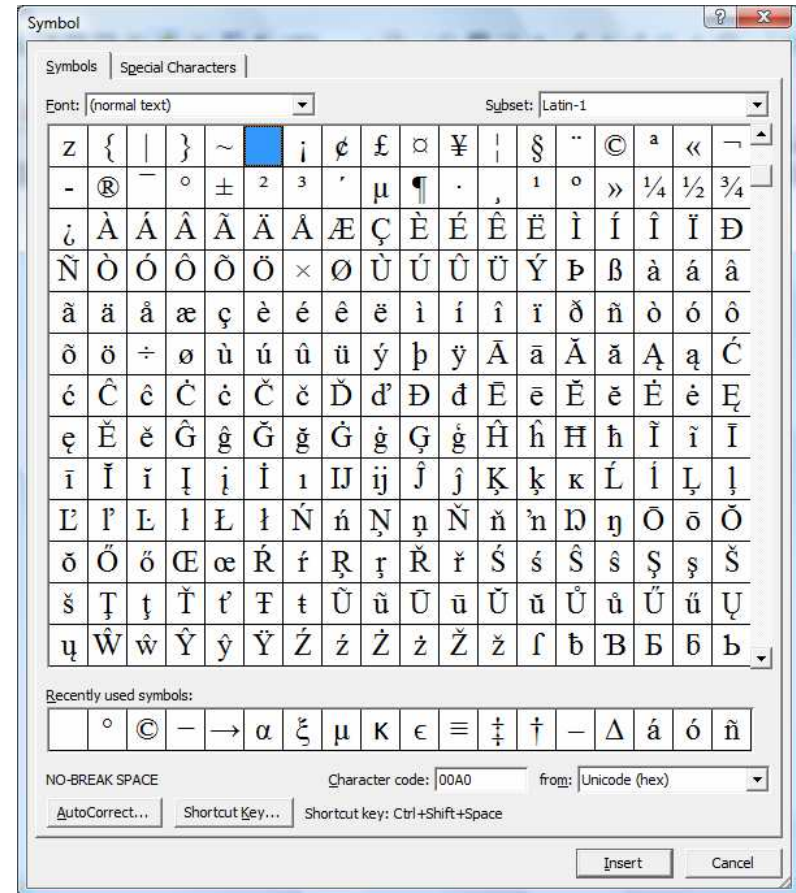 Symbol
Symbols Special Characters
Font: (normal text) Subset: Latin-1
z { | } ~ ¡ ¢ £ ¤ ¥ ¦ § ¨ © ª « ¬
- ® ¯ ° ± ² ³ ´ µ ¶ · ¸ ¹ º » ¼ ½ ¾
¿ À Á Â Ã Ä Å Æ Ç È É Ê Ë Ì Í Î Ï Ð
Ñ Ò Ó Ô Õ Ö × Ø Ù Ú Û Ü Ý Þ ß à á â
ã ä å æ ç è é ê ë ì í î ï ð ñ ò ó ô
õ ö ÷ ø ù ú û ü ý þ ÿ Ā ā Ă ă Ą ą Ć
ć Ĉ ĉ Ċ ċ Č č Ď ď Đ đ Ē ē Ĕ ĕ Ė ė Ę
ę Ě ě Ĝ ĝ Ğ ğ Ġ ġ Ģ ģ Ĥ ĥ Ħ ħ Ĩ ĩ Ī
ī Ĭ ĭ Į į İ ı IJ ij Ĵ ĵ Ķ ķ ĸ Ĺ ĺ Ļ ļ
Ľ ľ Ŀ ŀ Ł ł Ń ń Ņ ņ Ň ň ŉ Ŋ ŋ Ō ō Ŏ
ŏ Ő ő Œ œ Ŕ ŕ Ŗ ŗ Ř ř Ś ś Ŝ ŝ Ş ş Š
š Ţ ţ Ť ť Ŧ ŧ Ũ ũ Ū ū Ŭ ŭ Ů ů Ű ű Ų
ų Ŵ ŵ Ŷ ŷ Ÿ Ź ź Ż ż Ž ž ſ ƀ Ɓ Ƃ ƃ Ƅ
Recently used symbols:
° © − → α ξ µ κ ϵ ≡ ‡ † – Δ á ó ñ
NO-BREAK SPACE Character code: 00A0 from: Unicode (hex)
AutoCorrect... Shortcut Key... Shortcut key: Ctrl+Shift+Space
Insert Cancel